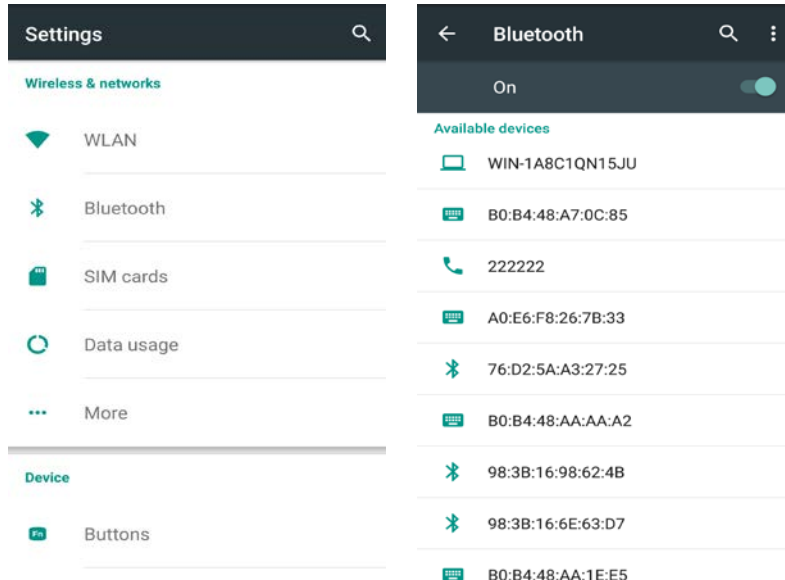 Settings
Wireless & networks
WLAN
Bluetooth
SIM cards
Data usage
More
Device
Fn
Buttons
Bluetooth
On
Available devices
WIN-1A8C1QN15JU
B0:B4:48:A7:0C:85
222222
A0:E6:F8:26:7B:33
76:D2:5A:A3:27:25
B0:B4:48:AA:AA:A2
98:3B:16:98:62:4B
98:3B:16:6E:63:D7
B0:B4:48:AA:1E:E5